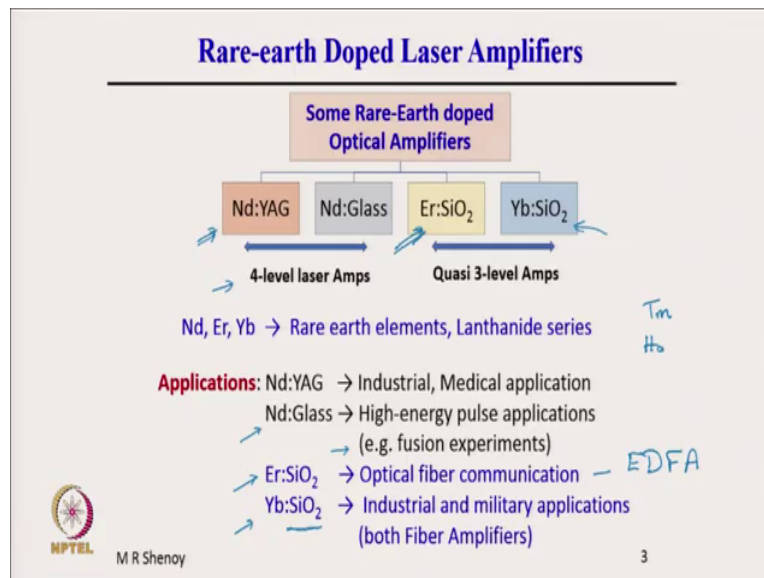 Rare-earth Doped Laser Amplifiers
Some Rare-Earth doped
Optical Amplifiers
Nd:YAG
Nd:Glass
Er:SiO₂
Yb:SiO₂
4-level laser Amps
Quasi 3-level Amps
Nd, Er, Yb → Rare earth elements, Lanthanide series
Tm
Ho
Applications: Nd:YAG → Industrial, Medical application
Nd:Glass → High-energy pulse applications
(e.g. fusion experiments)
Er:SiO₂ → Optical fiber communication – EDFA
Yb:SiO₂ → Industrial and military applications
(both Fiber Amplifiers)
NPTEL
M R Shenoy
3